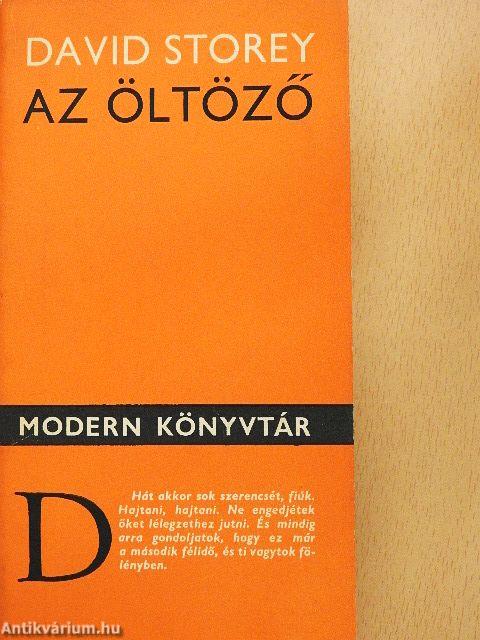 DAVID STOREY
AZ ÖLTÖZŐ
MODERN KÖNYVTÁR
D
Hát akkor sok szerencsét, fiúk.
Hajtani, hajtani. Ne engedjétek
őket lélegzethez jutni. És mindig
arra gondoljatok, hogy ez már
a második félidő, és ti vagytok fö-
lényben.
Antikvárium.hu